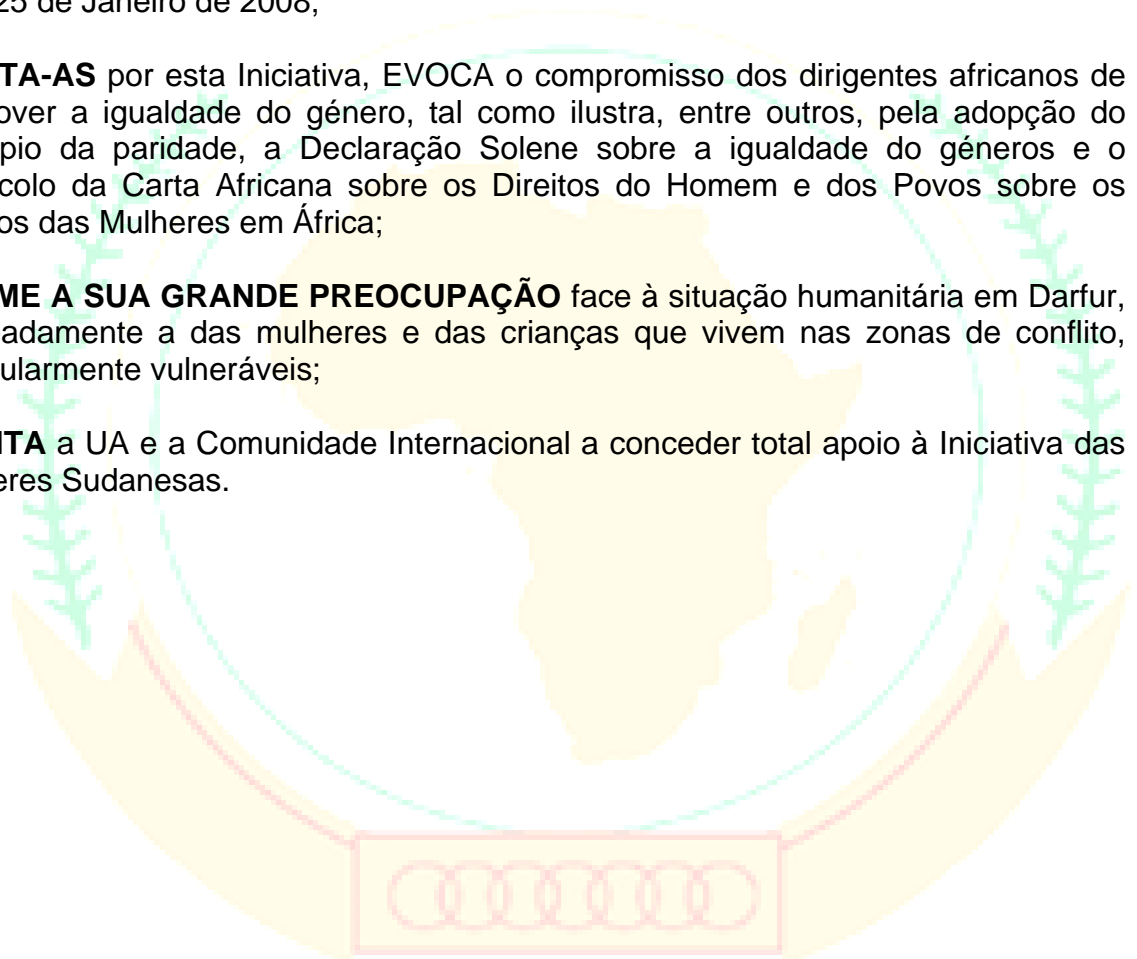 25 de Janeiro de 2008;
TA-AS por esta Iniciativa, EVOCA o compromisso dos dirigentes africanos de
over a igualdade do género, tal como ilustra, entre outros, pela adopção do
pio da paridade, a Declaração Solene sobre a igualdade do géneros e o
colo da Carta Africana sobre os Direitos do Homem e dos Povos sobre os
os das Mulheres em África;
ME A SUA GRANDE PREOCUPAÇÃO face à situação humanitária em Darfur,
adamente a das mulheres e das crianças que vivem nas zonas de conflito,
ularmente vulneráveis;
ITA a UA e a Comunidade Internacional a conceder total apoio à Iniciativa das
eres Sudanesas.